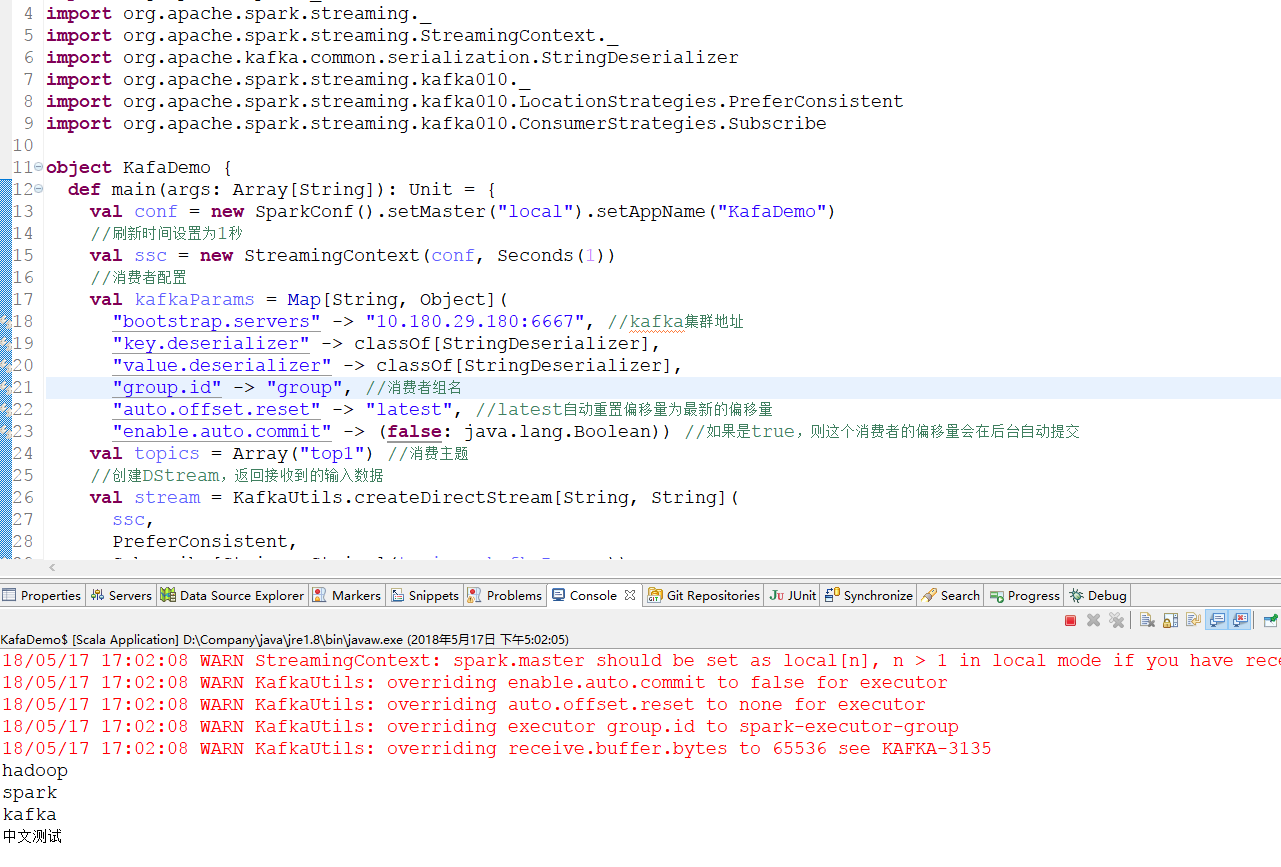 4 import org.apache.spark.streaming._
5 import org.apache.spark.streaming.StreamingContext._
6 import org.apache.kafka.common.serialization.StringDeserializer
7 import org.apache.spark.streaming.kafka010._
8 import org.apache.spark.streaming.kafka010.LocationStrategies.PreferConsistent
9 import org.apache.spark.streaming.kafka010.ConsumerStrategies.Subscribe
10
11 object KafaDemo {
12 def main(args: Array[String]): Unit = {
13 val conf = new SparkConf().setMaster("local").setAppName("KafaDemo")
14 //刷新时间设置为1秒
15 val ssc = new StreamingContext(conf, Seconds(1))
16 //消费者配置
17 val kafkaParams = Map[String, Object](
18 "bootstrap.servers" -> "10.180.29.180:6667", //kafka集群地址
19 "key.deserializer" -> classOf[StringDeserializer],
20 "value.deserializer" -> classOf[StringDeserializer],
21 "group.id" -> "group", //消费者组名
22 "auto.offset.reset" -> "latest", //latest自动重置偏移量为最新的偏移量
23 "enable.auto.commit" -> (false: java.lang.Boolean)) //如果是true，则这个消费者的偏移量会在后台自动提交
24 val topics = Array("top1") //消费主题
25 //创建DStream，返回接收到的输入数据
26 val stream = KafkaUtils.createDirectStream[String, String](
27 ssc,
28 PreferConsistent,
Properties Servers Data Source Explorer Markers Snippets Problems Console Git Repositories JUnit Synchronize Search Progress Debug
KafaDemo$ [Scala Application] D:\Company\java\jre1.8\bin\javaw.exe (2018年5月17日 下午5:02:05)
18/05/17 17:02:08 WARN StreamingContext: spark.master should be set as local[n], n > 1 in local mode if you have rece
18/05/17 17:02:08 WARN KafkaUtils: overriding enable.auto.commit to false for executor
18/05/17 17:02:08 WARN KafkaUtils: overriding auto.offset.reset to none for executor
18/05/17 17:02:08 WARN KafkaUtils: overriding executor group.id to spark-executor-group
18/05/17 17:02:08 WARN KafkaUtils: overriding receive.buffer.bytes to 65536 see KAFKA-3135
hadoop
spark
kafka
中文测试